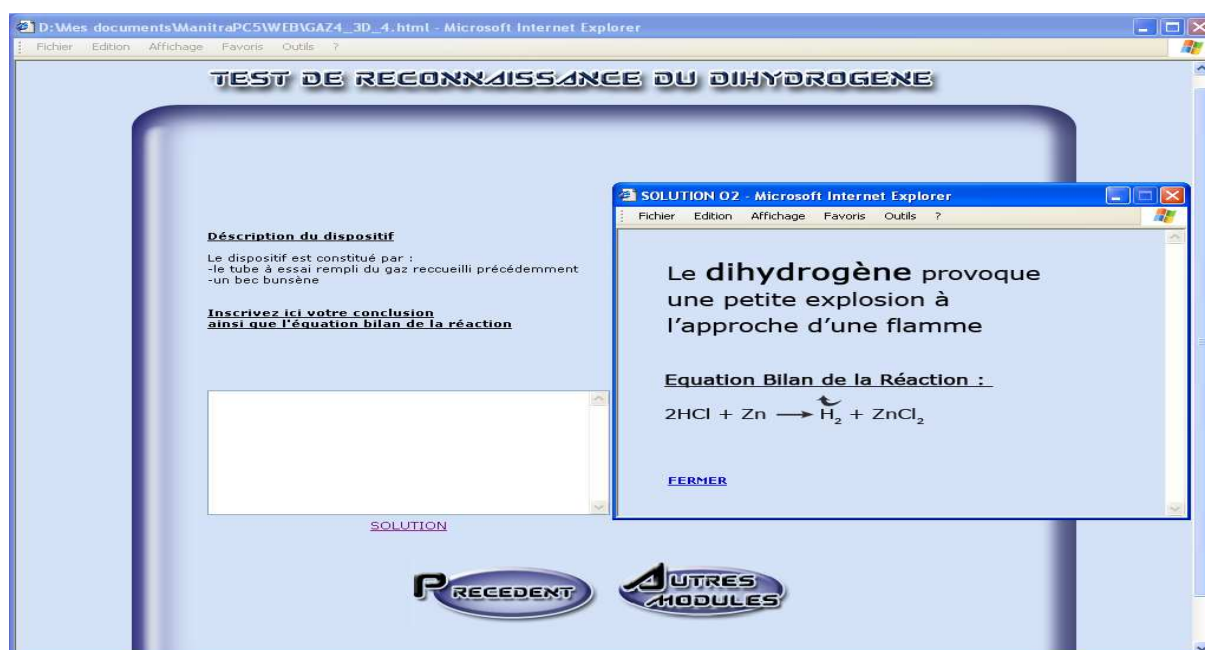 D:\Mes documents\ManitraPC5\WEB\GAZ4_3D_4.html - Microsoft Internet Explorer
Fichier Edition Affichage Favoris Outils ?
TEST DE RECONNAISSANCE DU DIHYDROGENE
Déscription du dispositif
Le dispositif est constitué par :
-le tube à essai rempli du gaz reccueilli précédemment
-un bec bunsène
Inscrivez ici votre conclusion
ainsi que l'équation bilan de la réaction
SOLUTION
PRECEDENT
AUTRES
MODULES
SOLUTION O2 - Microsoft Internet Explorer
Fichier Edition Affichage Favoris Outils ?
Le dihydrogène provoque
une petite explosion à
l'approche d'une flamme
Equation Bilan de la Réaction :
2HCl + Zn → H₂ + ZnCl₂
FERMER